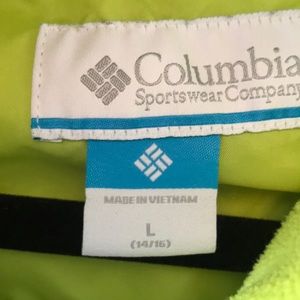 Columbia
Sportswear Company
MADE IN VIETNAM
L
(14/16)